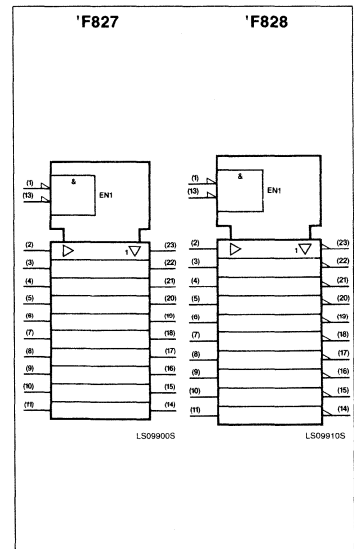 'F827 'F828
(1) & (1) &
(13) EN1 (13) EN1
(2) 1 (23) (2) 1 (23)
(3) (22) (3) (22)
(4) (21) (4) (21)
(5) (20) (5) (20)
(6) (19) (6) (19)
(7) (18) (7) (18)
(8) (17) (8) (17)
(9) (16) (9) (16)
(10) (15) (10) (15)
(11) (14) (11) (14)
LS09900S LS09910S